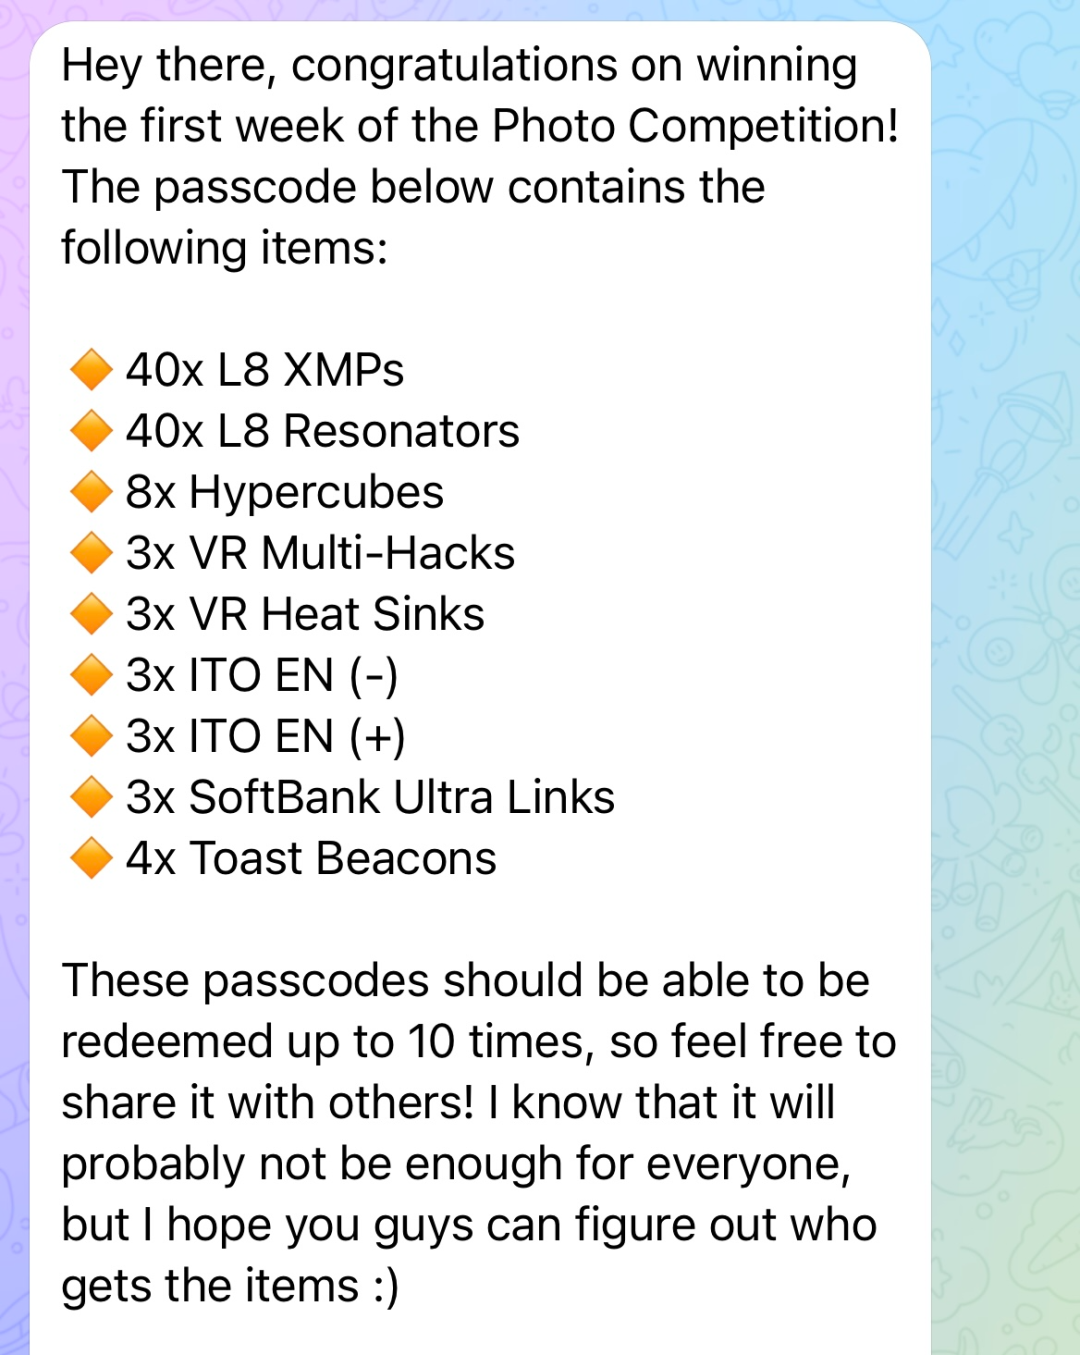 Hey there, congratulations on winning
the first week of the Photo Competition!
The passcode below contains the
following items:
🔶 40x L8 XMPs
🔶 40x L8 Resonators
🔶 8x Hypercubes
🔶 3x VR Multi-Hacks
🔶 3x VR Heat Sinks
🔶 3x ITO EN (-)
🔶 3x ITO EN (+)
🔶 3x SoftBank Ultra Links
🔶 4x Toast Beacons
These passcodes should be able to be
redeemed up to 10 times, so feel free to
share it with others! I know that it will
probably not be enough for everyone,
but I hope you guys can figure out who
gets the items :)